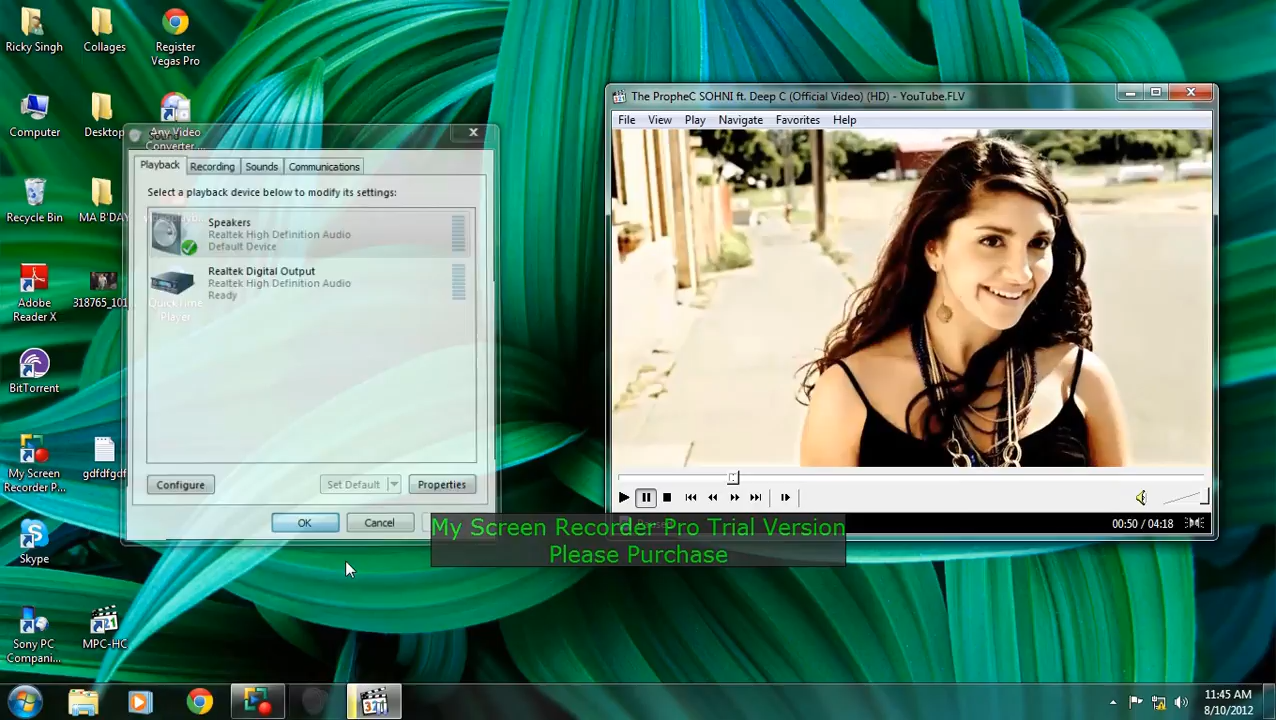 Ricky Singh
Collages
Register
Vegas Pro
Computer
Desktop
Any Video
Converter ...
Recycle Bin
MA B'DAY
Adobe
Reader X
318765_101
QuickTime
Player
BitTorrent
My Screen
Recorder P...
gdfdfgdf
Skype
Sony PC
Compani...
MPC-HC
Sound
Playback
Recording
Sounds
Communications
Select a playback device below to modify its settings:
Speakers
Realtek High Definition Audio
Default Device
Realtek Digital Output
Realtek High Definition Audio
Ready
Configure
Set Default
Properties
OK
Cancel
The PropheC SOHNI ft. Deep C (Official Video) (HD) - YouTube.FLV
File View Play Navigate Favorites Help
00:50 / 04:18
My Screen Recorder Pro Trial Version
Please Purchase
321
11:45 AM
8/10/2012